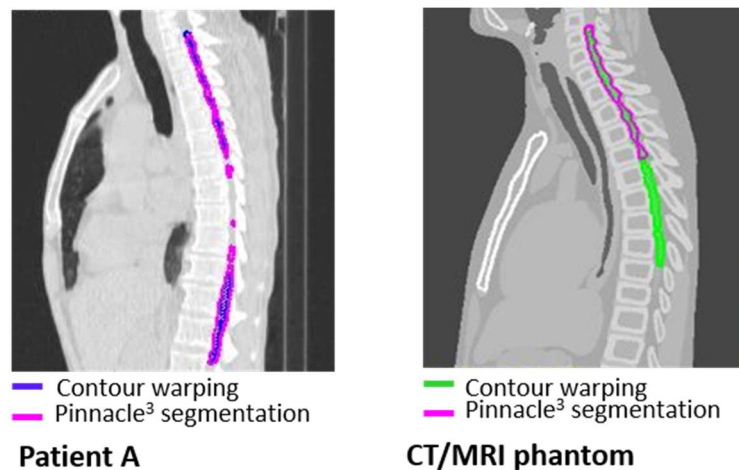 Contour warping
Pinnacle³ segmentation
Patient A
Contour warping
Pinnacle³ segmentation
CT/MRI phantom